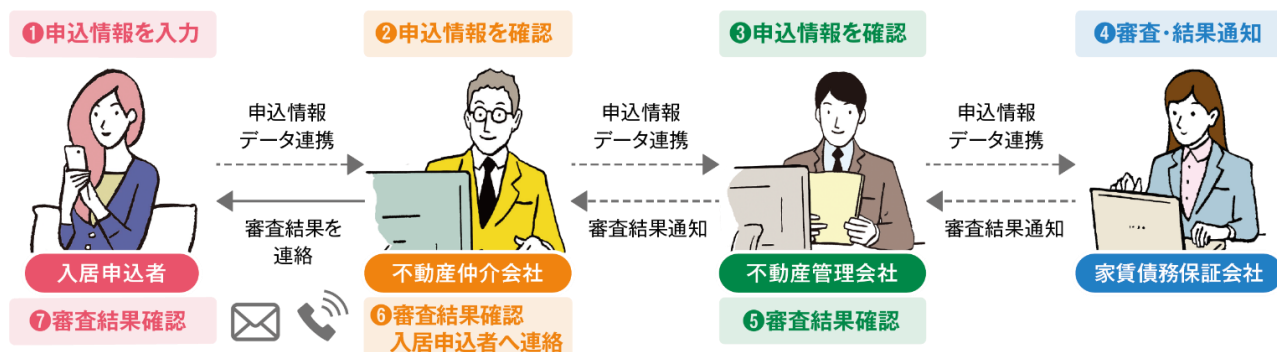 ❶申込情報を入力
❷申込情報を確認
❸申込情報を確認
❹審査・結果通知
申込情報
データ連携
申込情報
データ連携
申込情報
データ連携
審査結果を
連絡
審査結果通知
審査結果通知
入居申込者
不動産仲介会社
不動産管理会社
家賃債務保証会社
❼審査結果確認
❻審査結果確認
入居申込者へ連絡
❺審査結果確認